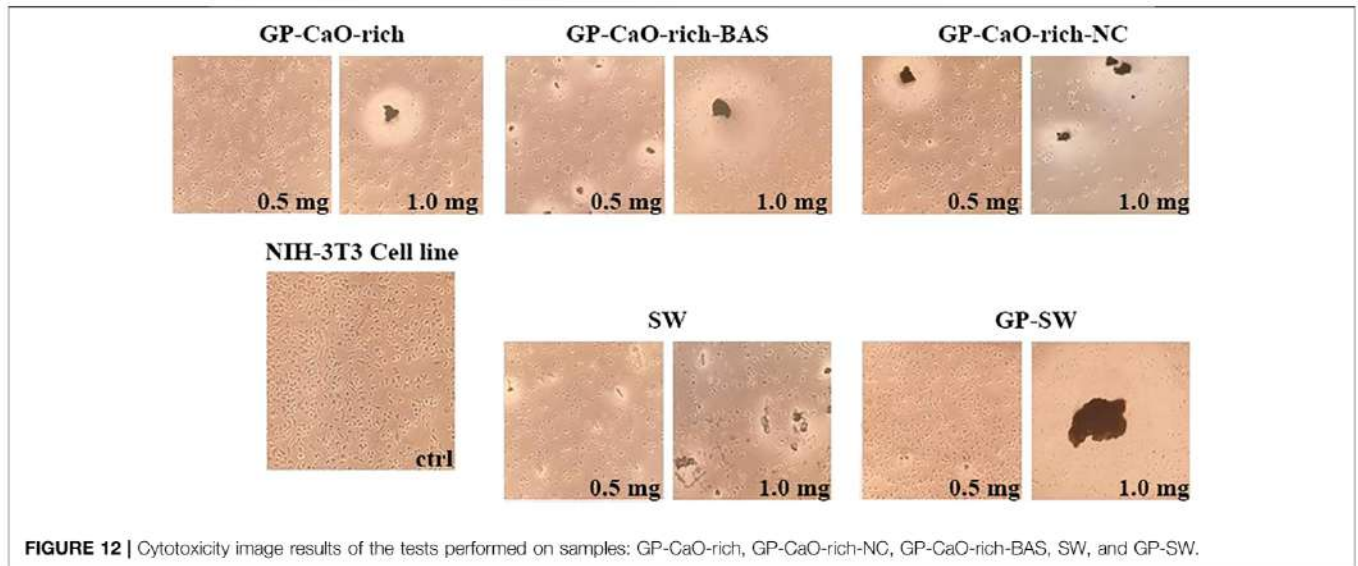 GP-CaO-rich GP-CaO-rich-BAS GP-CaO-rich-NC
0.5 mg 1.0 mg 0.5 mg 1.0 mg 0.5 mg 1.0 mg
NIH-3T3 Cell line
ctrl
SW GP-SW
0.5 mg 1.0 mg 0.5 mg 1.0 mg
FIGURE 12 | Cytotoxicity image results of the tests performed on samples: GP-CaO-rich, GP-CaO-rich-NC, GP-CaO-rich-BAS, SW, and GP-SW.